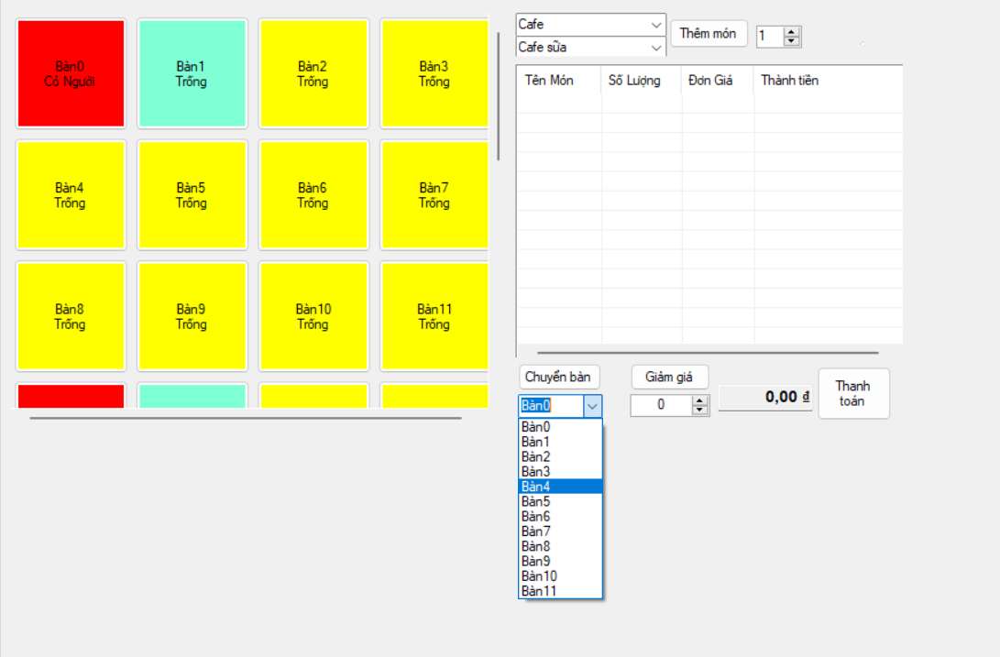 Bàn0
Có Người
Bàn1
Trống
Bàn2
Trống
Bàn3
Trống
Bàn4
Trống
Bàn5
Trống
Bàn6
Trống
Bàn7
Trống
Bàn8
Trống
Bàn9
Trống
Bàn10
Trống
Bàn11
Trống
Cafe
Cafe sữa
Thêm món
1
Tên Món Số Lượng Đơn Giá Thành tiền
Chuyển bàn
Bàn0
Giảm giá
0
0,00 ₫
Thanh
toán
Bàn0
Bàn1
Bàn2
Bàn3
Bàn4
Bàn5
Bàn6
Bàn7
Bàn8
Bàn9
Bàn10
Bàn11